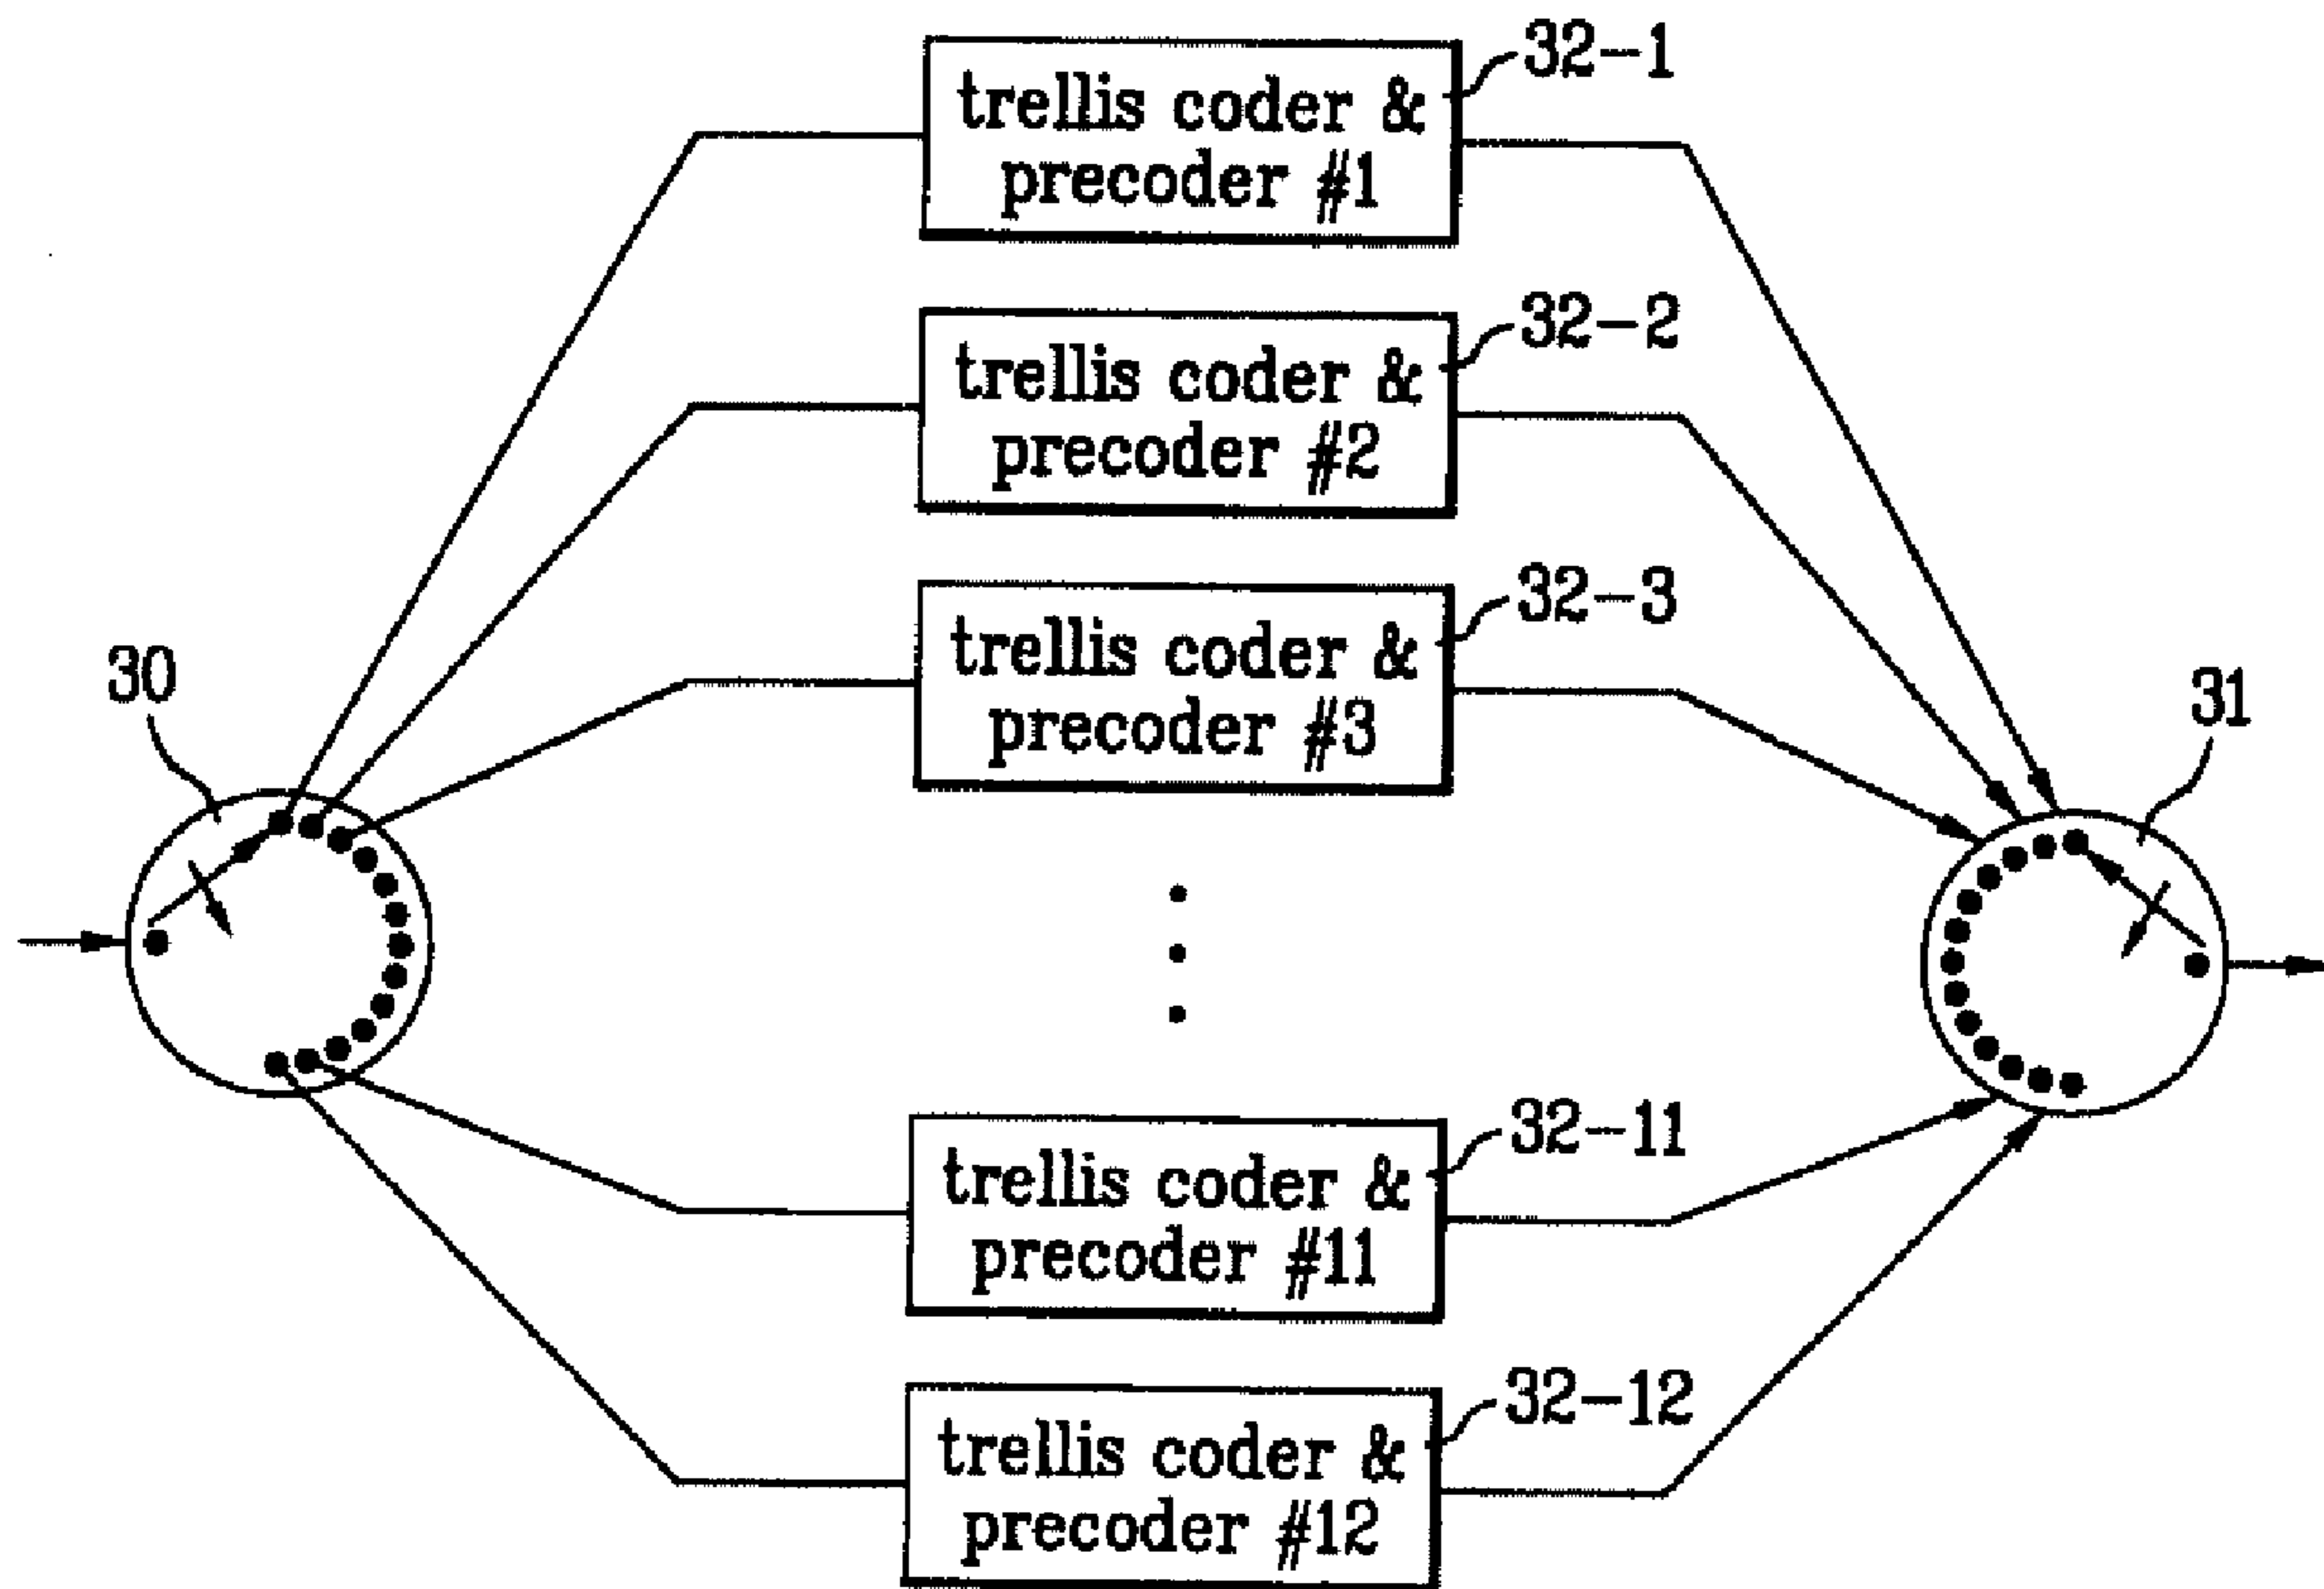 32-1
trellis coder &
precoder #1
32-2
trellis coder &
precoder #2
32-3
trellis coder &
precoder #3
30
31
32-11
trellis coder &
precoder #11
32-12
trellis coder &
precoder #12